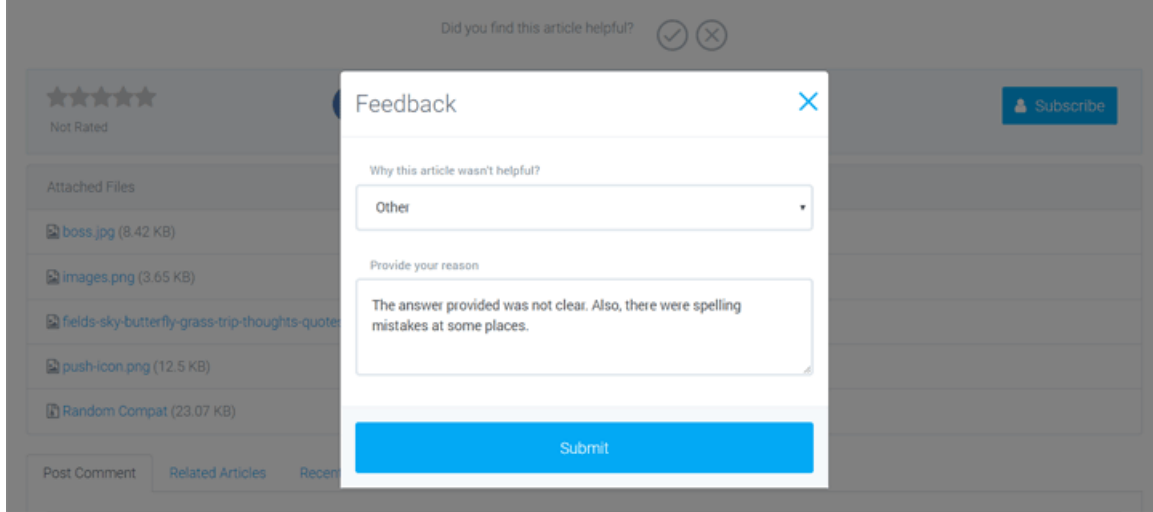 Did you find this article helpful?
Not Rated
Subscribe
Feedback
Why this article wasn't helpful?
Other
Provide your reason
The answer provided was not clear. Also, there were spelling
mistakes at some places.
Submit
Attached Files
boss.jpg (8.42 KB)
images.png (3.65 KB)
fields-sky-butterfly-grass-trip-thoughts-quotes
push-icon.png (12.5 KB)
Random Compat (23.07 KB)
Post Comment Related Articles Recen